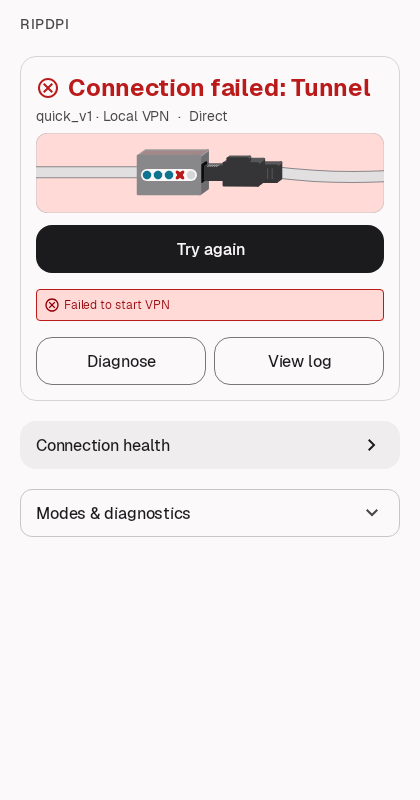 RIPDPI
Connection failed: Tunnel
quick_v1 · Local VPN · Direct
Try again
Failed to start VPN
Diagnose
View log
Connection health
Modes & diagnostics